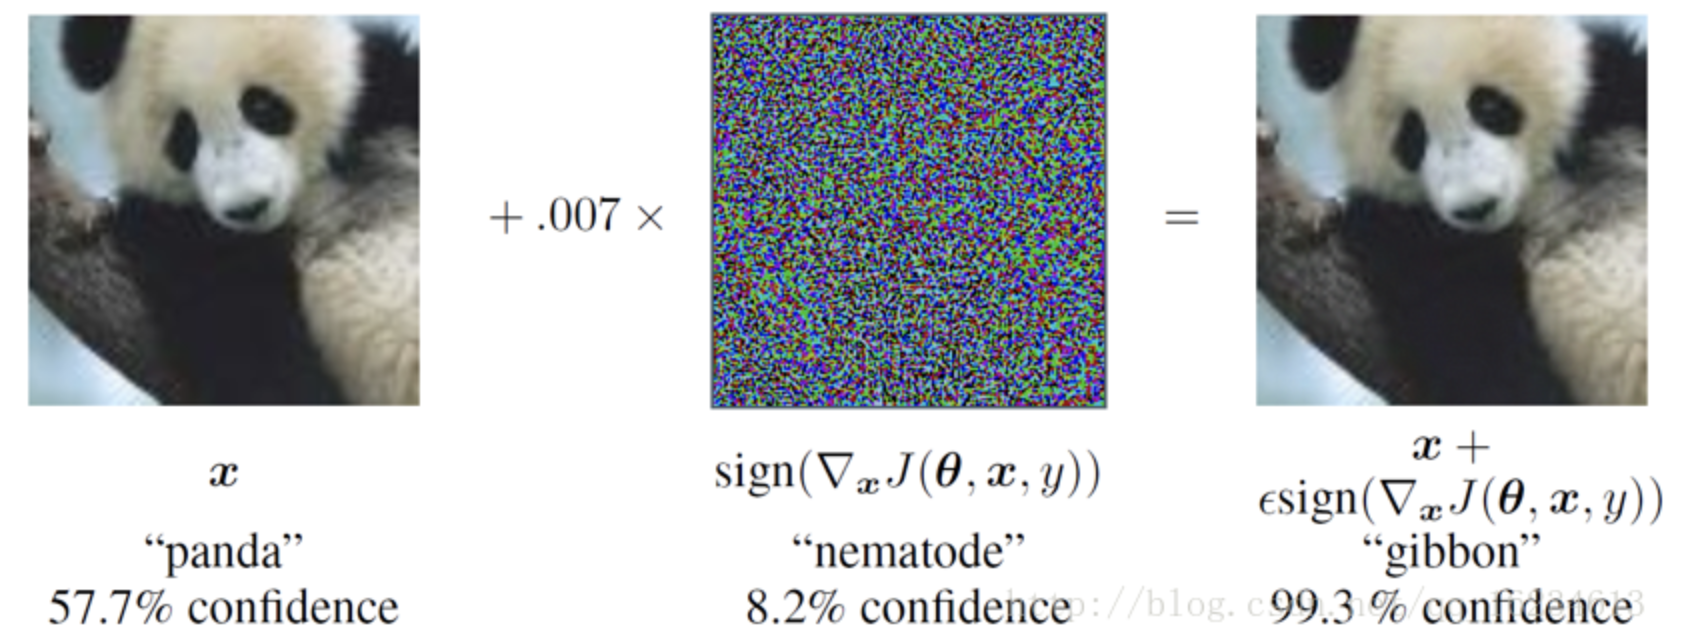 + .007 ×
=
x
sign(∇ₓJ(θ, x, y))
x +
ϵsign(∇ₓJ(θ, x, y))
“panda”
“nematode”
“gibbon”
57.7% confidence
8.2% confidence
99.3 % confidence